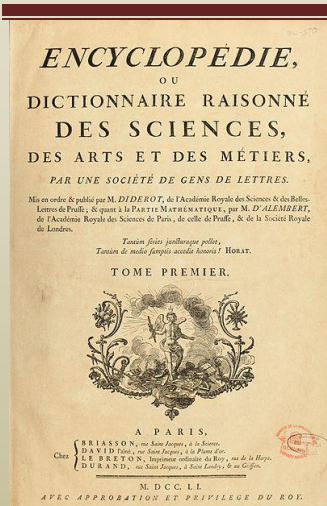 ENCYCLOPÉDIE,
OU
DICTIONNAIRE RAISONNÉ
DES SCIENCES,
DES ARTS ET DES MÉTIERS,
PAR UNE SOCIÉTÉ DE GENS DE LETTRES.
Mis en ordre & publié par M. DIDEROT, de l'Académie Royale des Sciences & des Belles-
Lettres de Prusse ; & quant à la PARTIE MATHÉMATIQUE, par M. D'ALEMBERT,
de l'Académie Royale des Sciences de Paris, de celle de Prusse, & de la Société Royale
de Londres.
Tantùm series juncturaque pollet,
Tantùm de medio sumptis accedit honoris ! HORAT.
TOME PREMIER.
A PARIS,
Chez
BRIASSON, rue Saint Jacques, à la Science.
DAVID l'aîné, rue Saint Jacques, à la Plume d'or.
LE BRETON, Imprimeur ordinaire du Roy, rue de la Harpe.
DURAND, rue Saint Jacques, à Saint Landry, & au Griffon.
M. DCC. LI.
AVEC APPROBATION ET PRIVILEGE DU ROY.